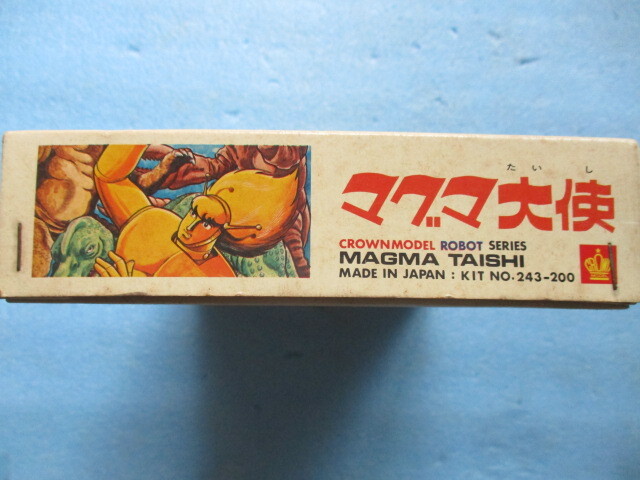 たいし
マグマ大使
CROWNMODEL ROBOT SERIES
MAGMA TAISHI
MADE IN JAPAN : KIT NO. 243-200